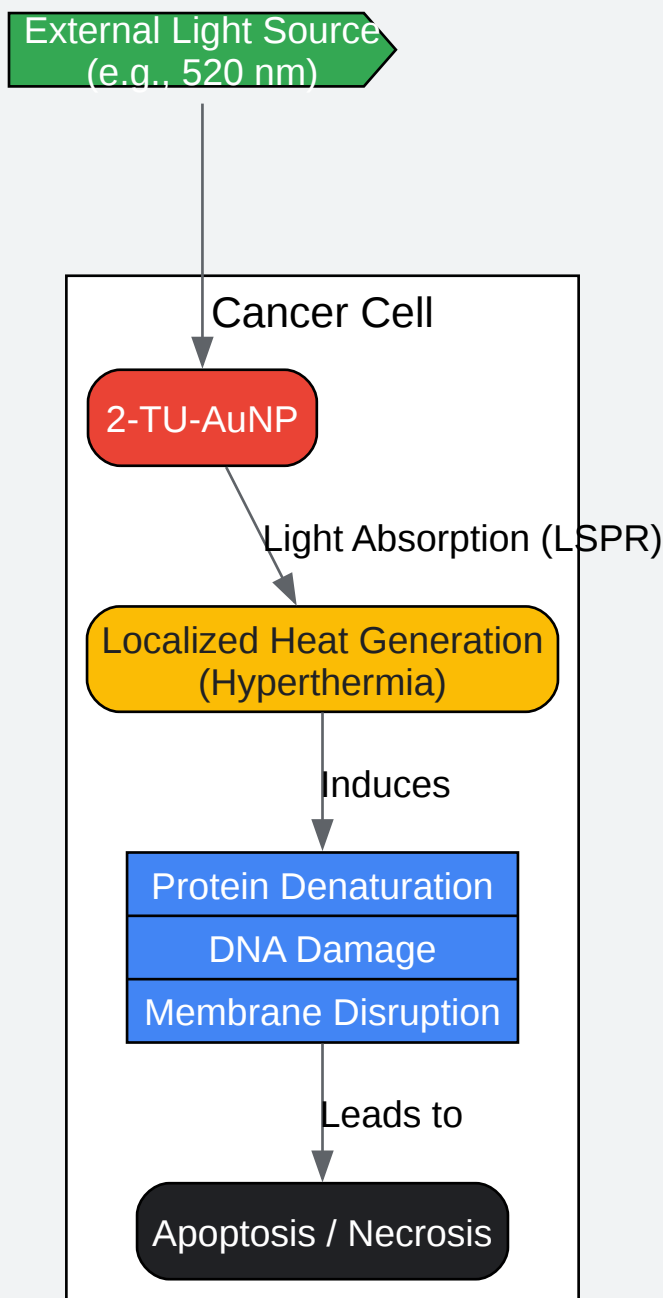 External Light Source
(e.g., 520 nm)
Cancer Cell
2-TU-AuNP
Light Absorption (LSPR)
Localized Heat Generation
(Hyperthermia)
Induces
Protein Denaturation
DNA Damage
Membrane Disruption
Leads to
Apoptosis / Necrosis